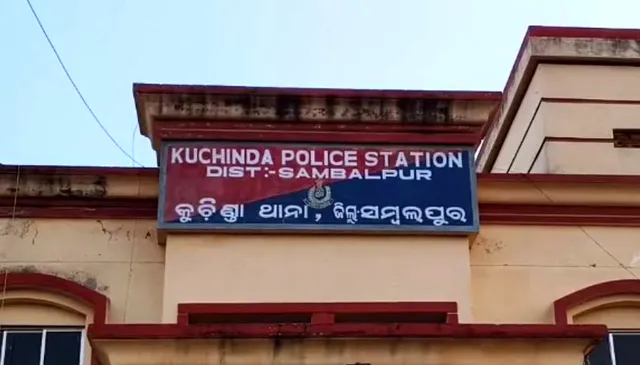 KUCHINDA POLICE STATION
DIST:-SAMBALPUR
କୁଚିଣ୍ଡା ଥାନା, ଜିଲ୍ଲା-ସମ୍ବଲପୁର